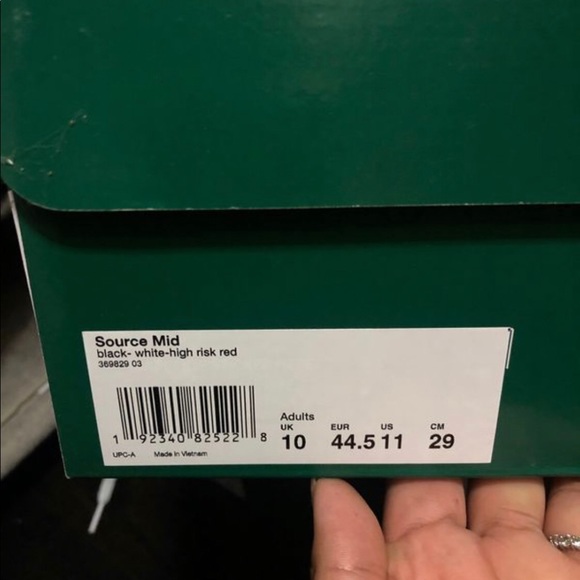 Source Mid
black- white-high risk red
369829 03
Adults
UK EUR US CM
10 44.5 11 29
1 92340 82522 8
UPC-A Made in Vietnam